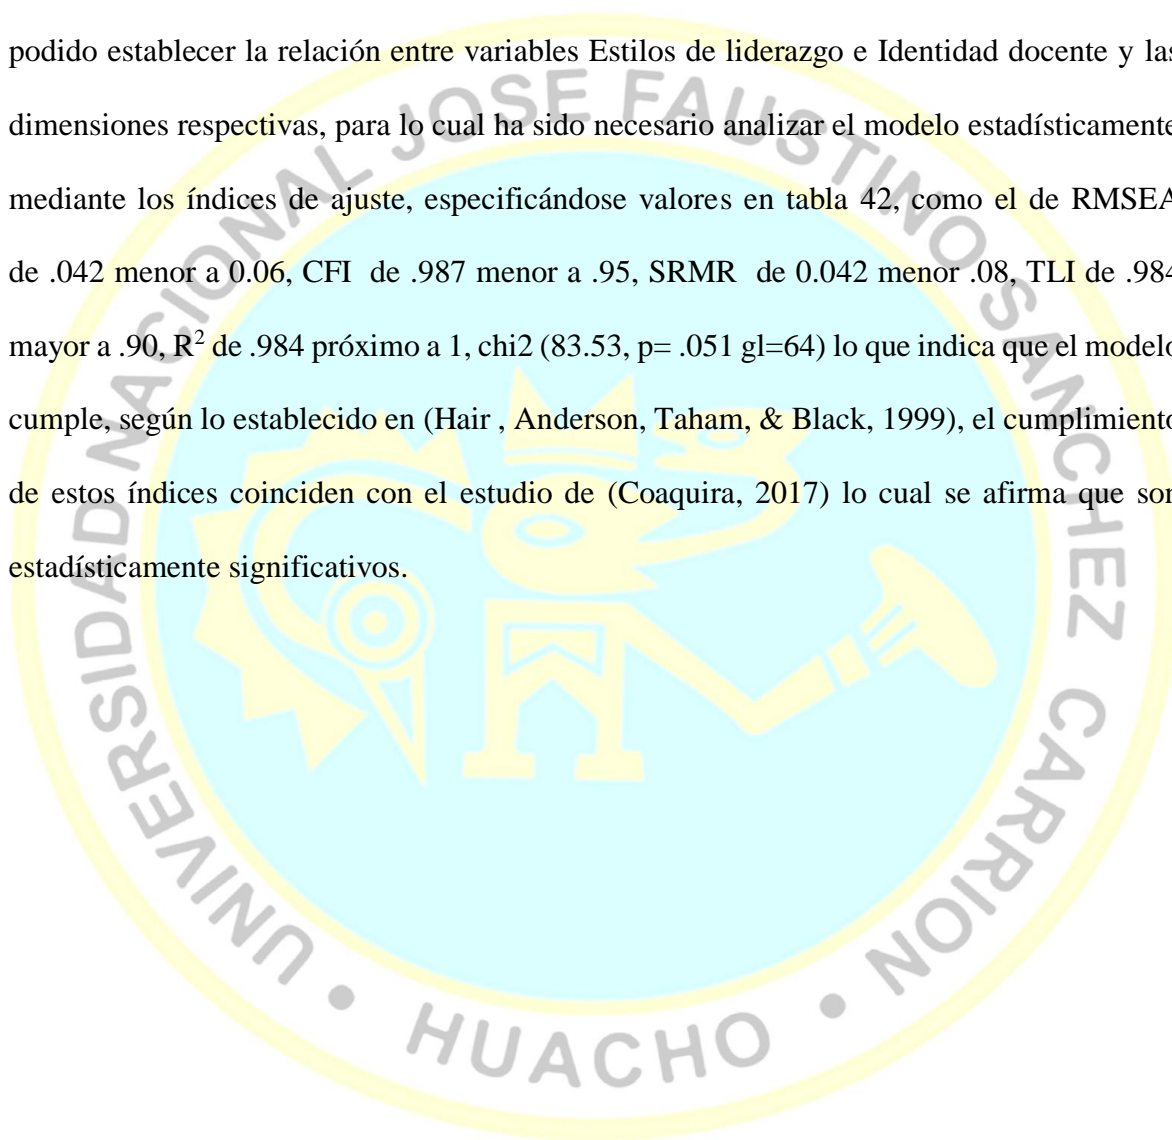 podido establecer la relación entre variables Estilos de liderazgo e Identidad docente y las
dimensiones respectivas, para lo cual ha sido necesario analizar el modelo estadísticamente
mediante los índices de ajuste, especificándose valores en tabla 42, como el de RMSEA
de .042 menor a 0.06, CFI de .987 menor a .95, SRMR de 0.042 menor .08, TLI de .984
mayor a .90, R² de .984 próximo a 1, chi2 (83.53, p= .051 gl=64) lo que indica que el modelo
cumple, según lo establecido en (Hair , Anderson, Taham, & Black, 1999), el cumplimiento
de estos índices coinciden con el estudio de (Coaquira, 2017) lo cual se afirma que son
estadísticamente significativos.
UNIVERSIDAD NACIONAL JOSE FAUSTINO SANCHEZ CARRION • HUACHO •